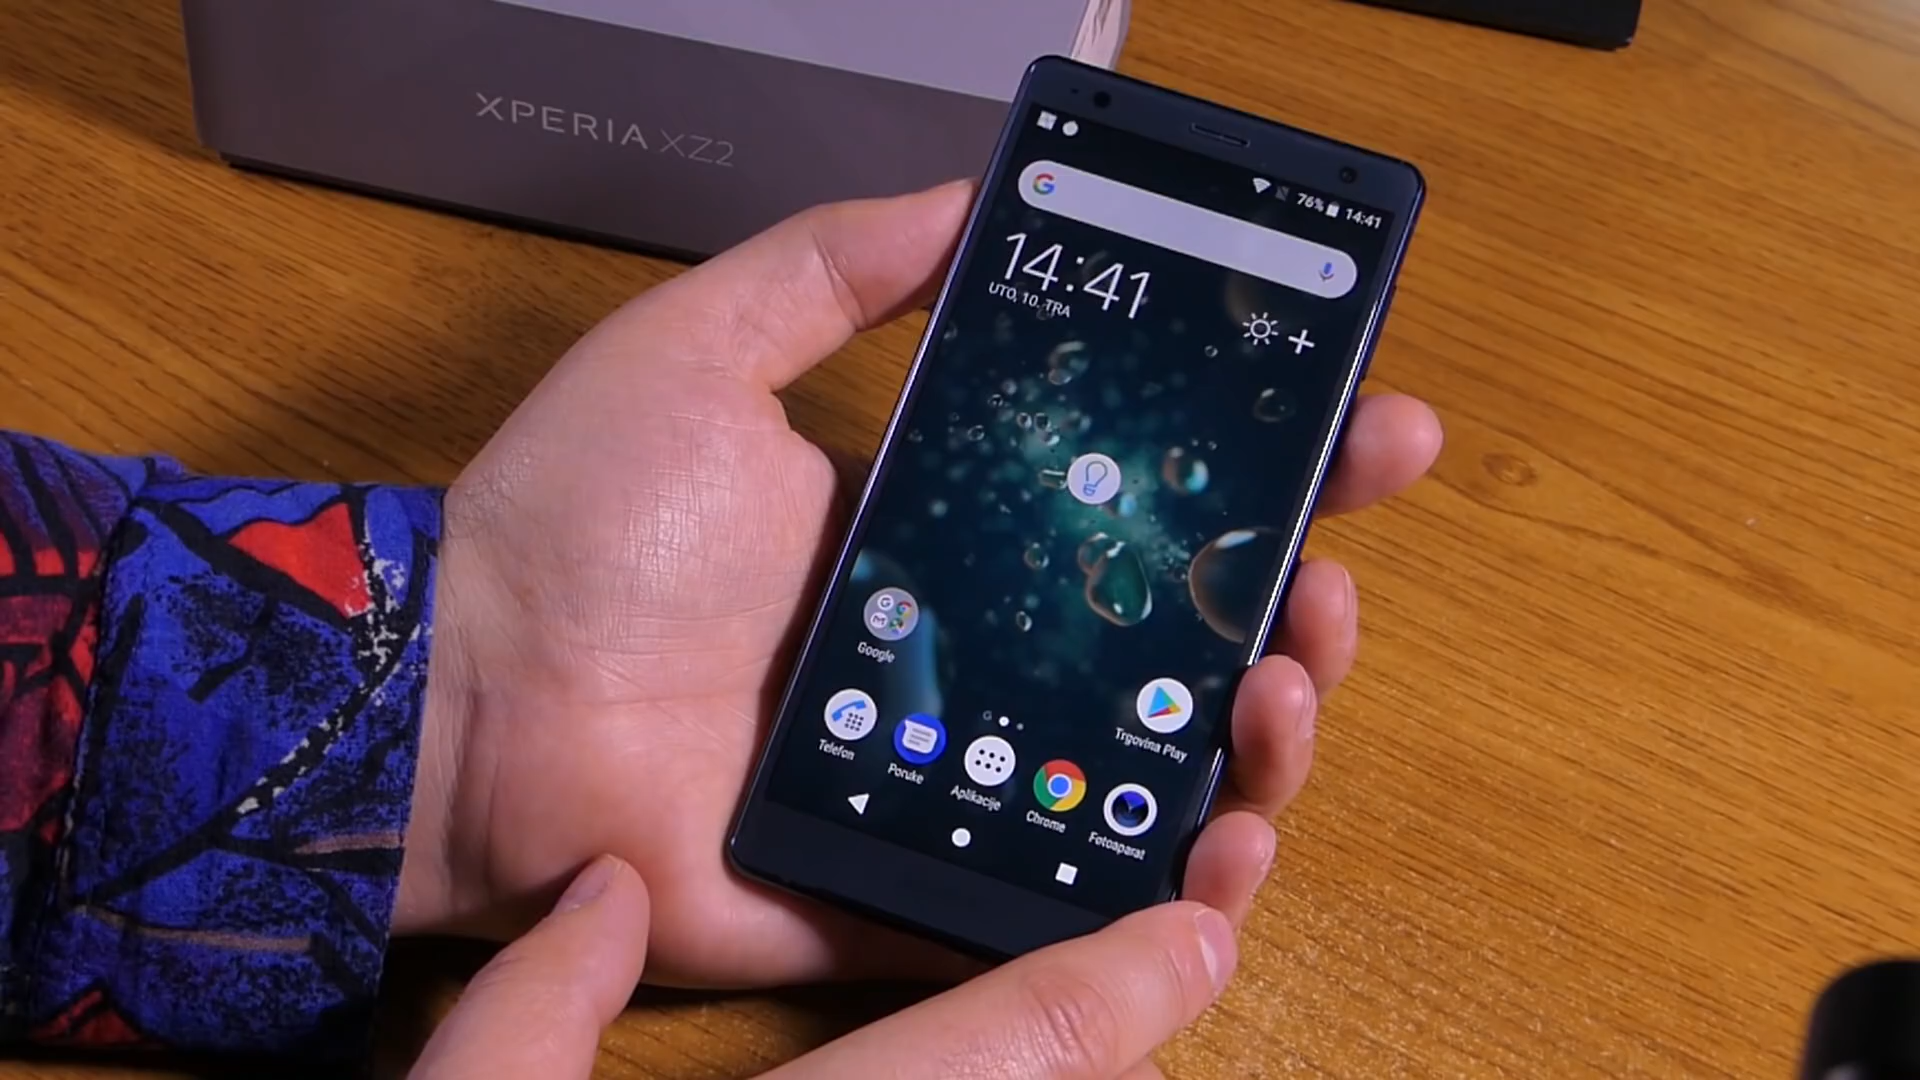 XPERIA XZ2
76% 14:41
14:41
UTO, 10. TRA
Google
Trgovina Play
Telefon
Poruke
Aplikacije
Chrome
Fotoaparat